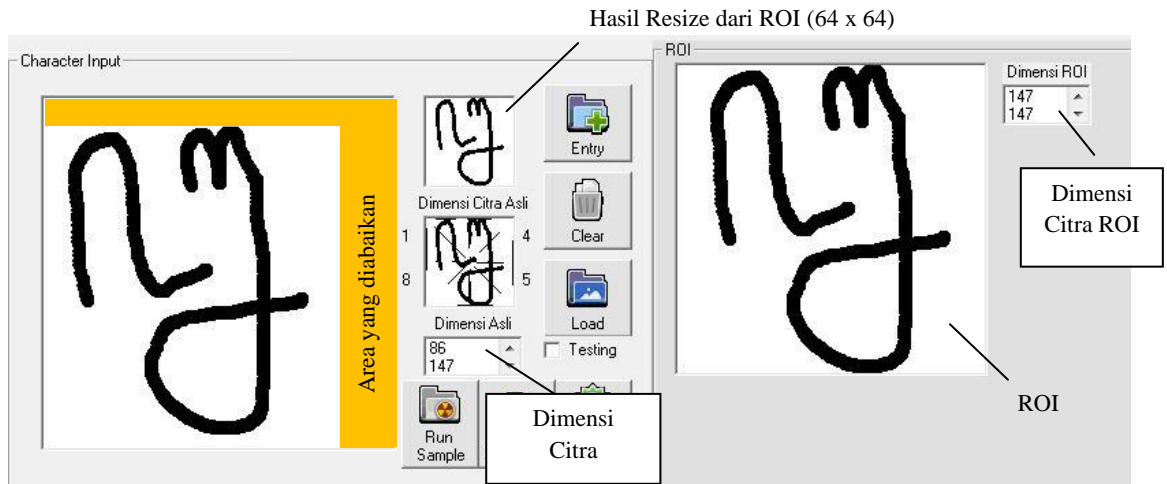 Hasil Resize dari ROI (64 x 64)
Character Input
ROI
Area yang diabaikan
Dimensi Citra Asli
1
4
8
5
Dimensi Asli
86
147
Entry
Clear
Load
Testing
Run
Sample
Dimensi
Citra
Dimensi ROI
147
147
Dimensi
Citra ROI
ROI